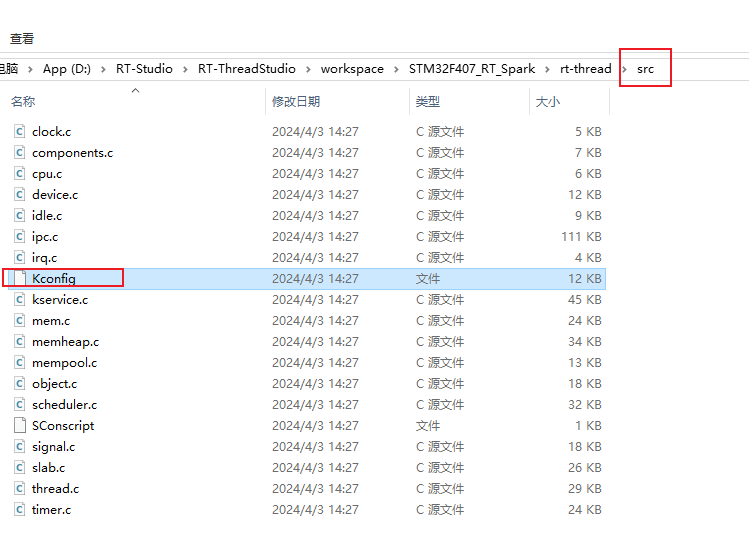 查看
电脑 › App (D:) › RT-Studio › RT-ThreadStudio › workspace › STM32F407_RT_Spark › rt-thread › src
名称 修改日期 类型 大小
clock.c 2024/4/3 14:27 C 源文件 5 KB
components.c 2024/4/3 14:27 C 源文件 7 KB
cpu.c 2024/4/3 14:27 C 源文件 6 KB
device.c 2024/4/3 14:27 C 源文件 12 KB
idle.c 2024/4/3 14:27 C 源文件 9 KB
ipc.c 2024/4/3 14:27 C 源文件 111 KB
irq.c 2024/4/3 14:27 C 源文件 4 KB
Kconfig 2024/4/3 14:27 文件 12 KB
kservice.c 2024/4/3 14:27 C 源文件 45 KB
mem.c 2024/4/3 14:27 C 源文件 24 KB
memheap.c 2024/4/3 14:27 C 源文件 34 KB
mempool.c 2024/4/3 14:27 C 源文件 13 KB
object.c 2024/4/3 14:27 C 源文件 18 KB
scheduler.c 2024/4/3 14:27 C 源文件 32 KB
SConscript 2024/4/3 14:27 文件 1 KB
signal.c 2024/4/3 14:27 C 源文件 18 KB
slab.c 2024/4/3 14:27 C 源文件 26 KB
thread.c 2024/4/3 14:27 C 源文件 29 KB
timer.c 2024/4/3 14:27 C 源文件 24 KB